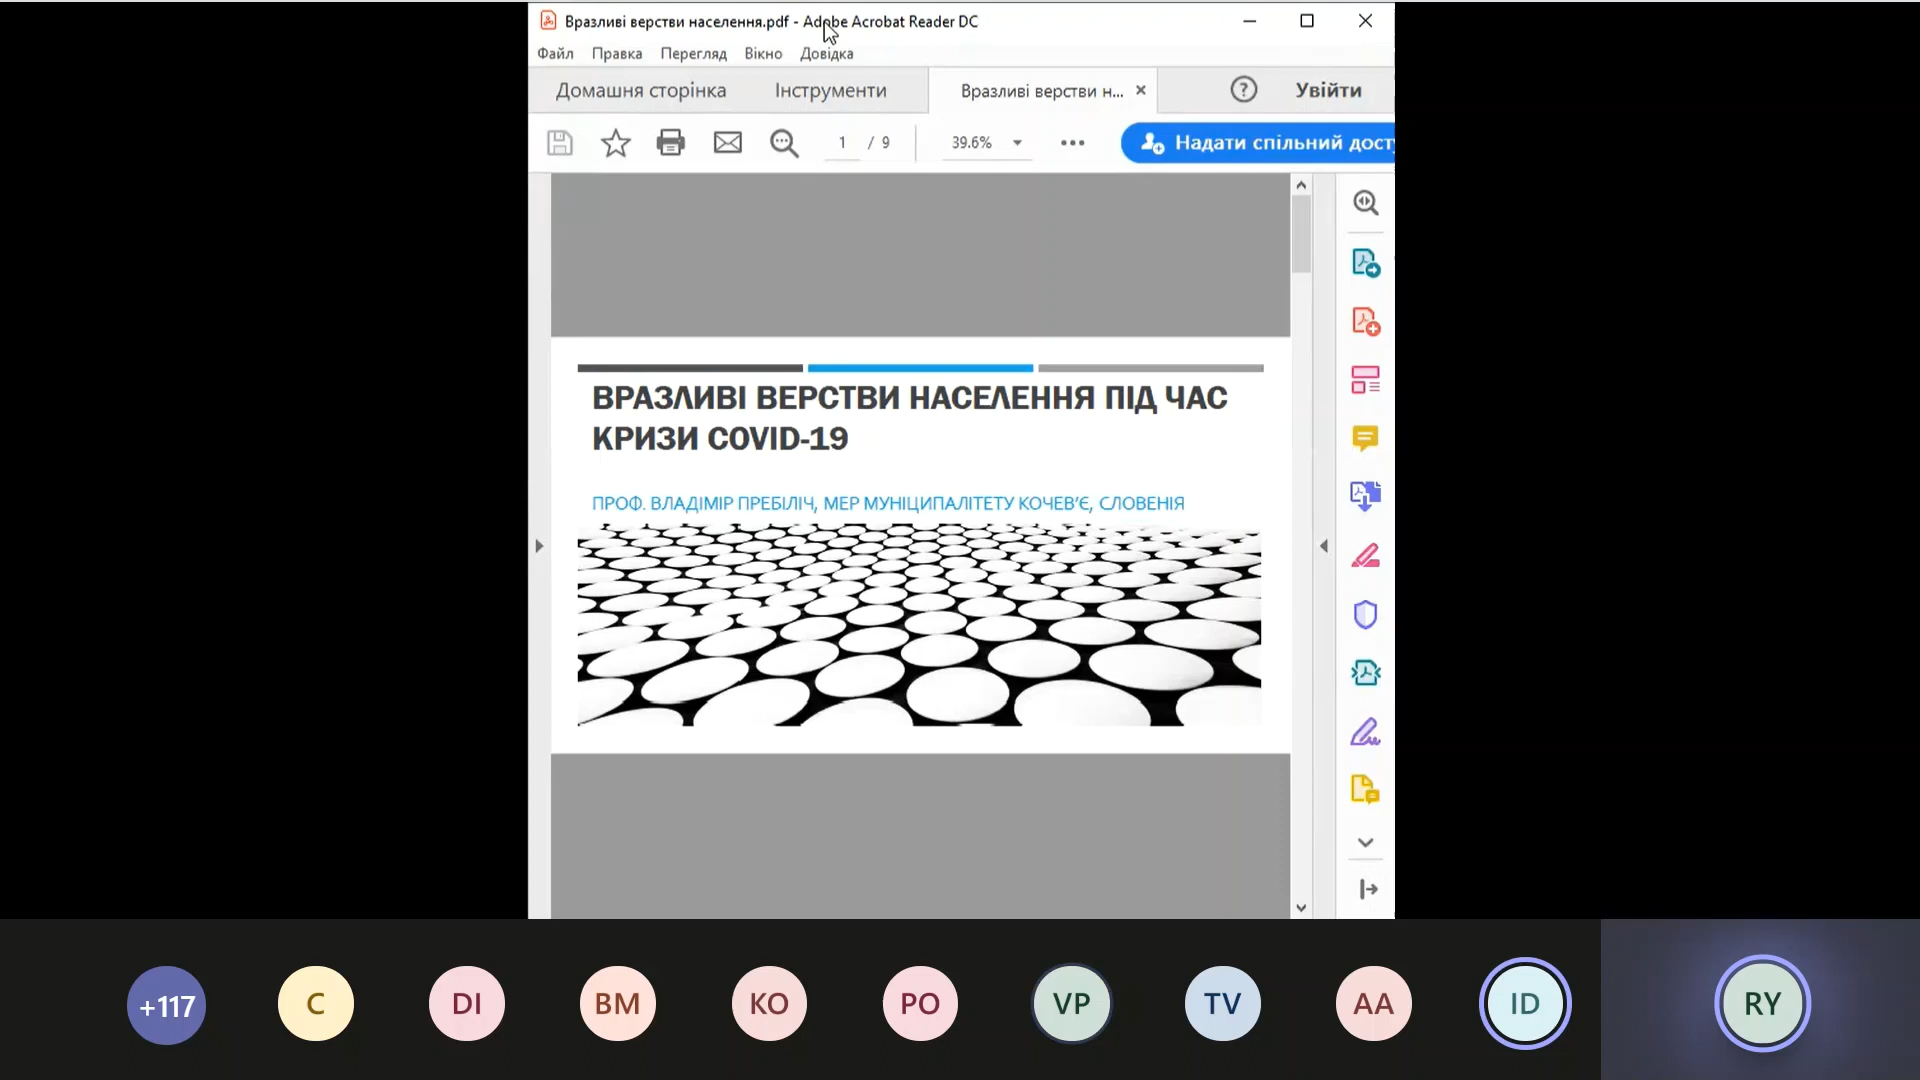 Вразливі верстви населення.pdf - Adobe Acrobat Reader DC
Файл Правка Перегляд Вікно Довідка
Домашня сторінка Інструменти Вразливі верстви н... Увійти
1 / 9 39.6% Надати спільний дост
ВРАЗЛИВІ ВЕРСТВИ НАСЕЛЕННЯ ПІД ЧАС
КРИЗИ COVID-19
ПРОФ. ВЛАДІМІР ПРЕБІЛІЧ, МЕР МУНІЦИПАЛІТЕТУ КОЧЕВ’Є, СЛОВЕНІЯ
+117 C DI BM KO PO VP TV AA ID RY